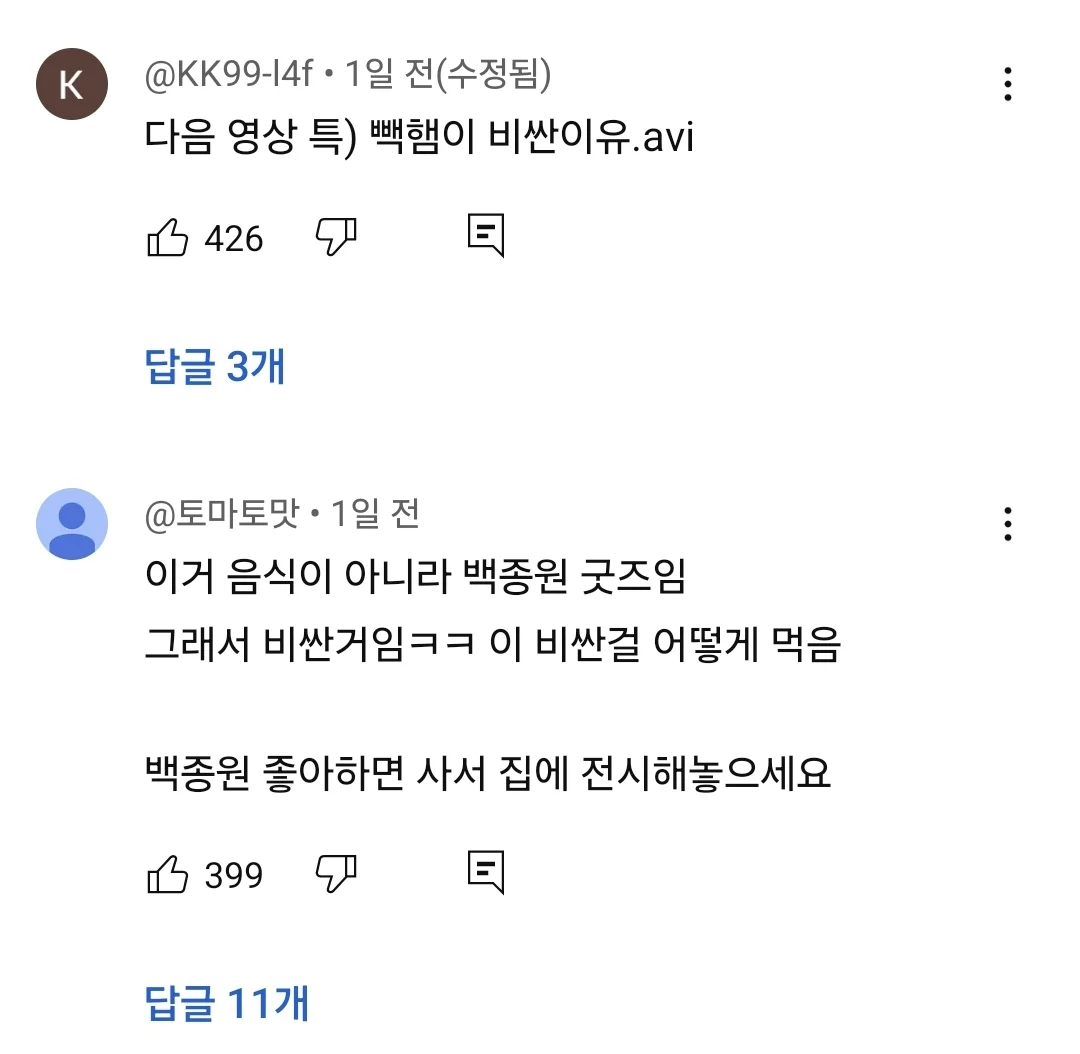 K
@KK99-l4f • 1일 전(수정됨)
다음 영상 특) 빽햄이 비싼이유.avi
426
답글 3개
@토마토맛 • 1일 전
이거 음식이 아니라 백종원 굿즈임
그래서 비싼거임ㅋㅋ 이 비싼걸 어떻게 먹음
백종원 좋아하면 사서 집에 전시해놓으세요
399
답글 11개